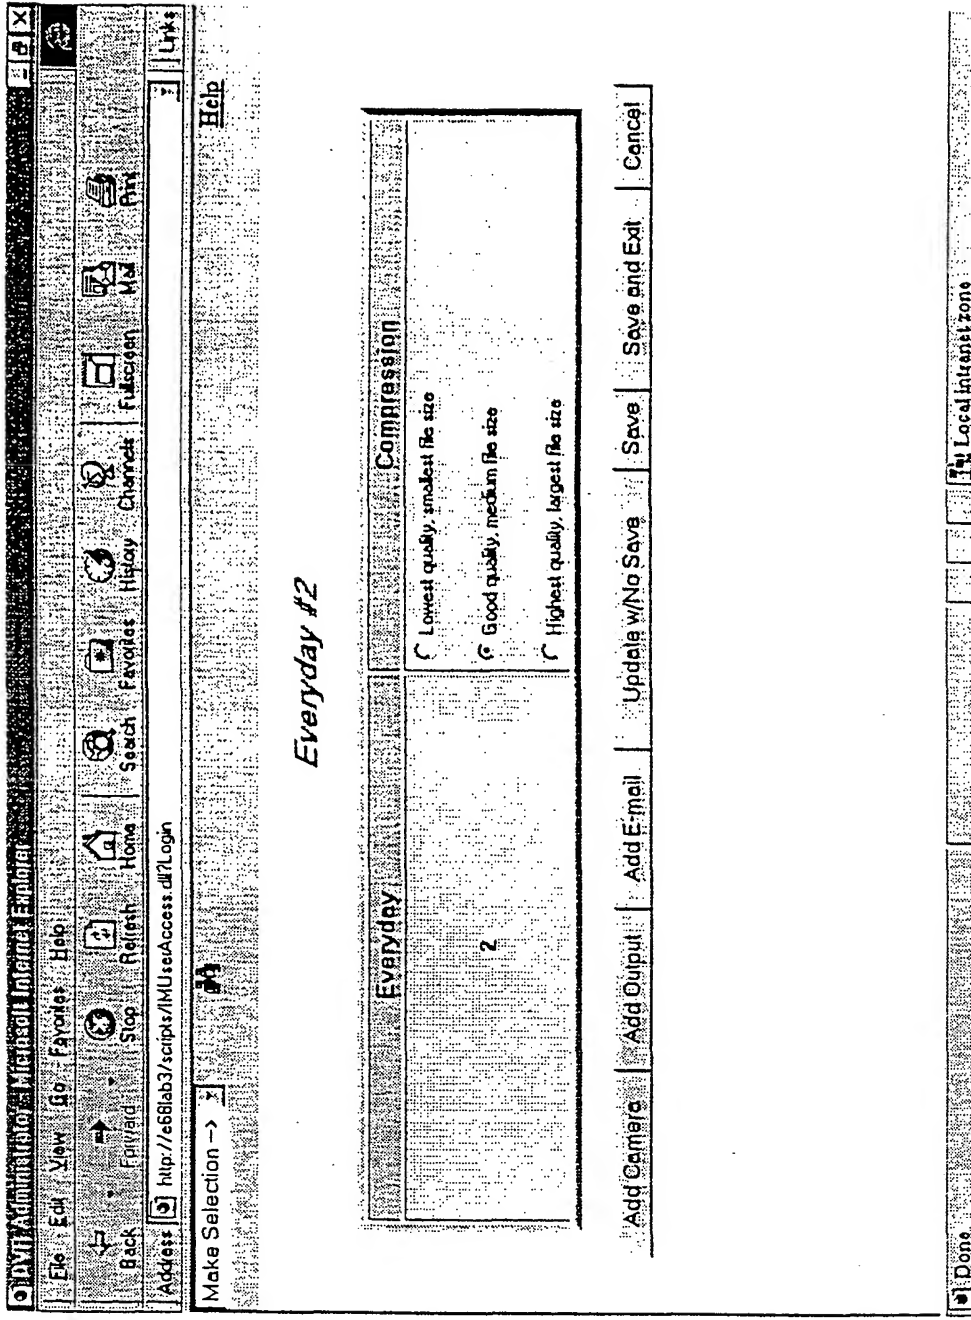 Administrator - Microsoft Internet Explorer
File Edit View Go Favorites Help
Back Forward Stop Refresh Home Search Favorites History Channels Fullscreen Mail Print
Address http://e68lab3/scripts/IMUserAccess.dll?Login Links
Make Selection --> Help
Everyday #2
Everyday Compression
Lowest quality, smallest file size
2 Good quality, medium file size
Highest quality, largest file size
Add Camera Add Output Add E-mail Update w/No Save Save Save and Exit Cancel
Done Local intranet zone